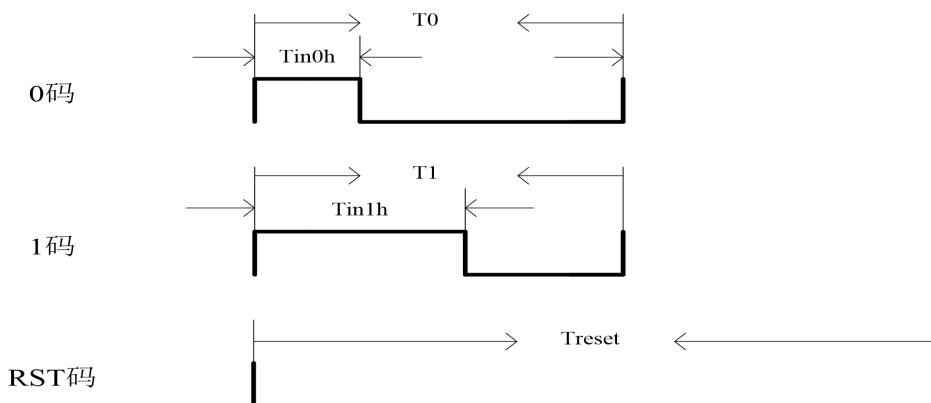 T0
Tin0h
0码
T1
Tin1h
1码
Treset
RST码